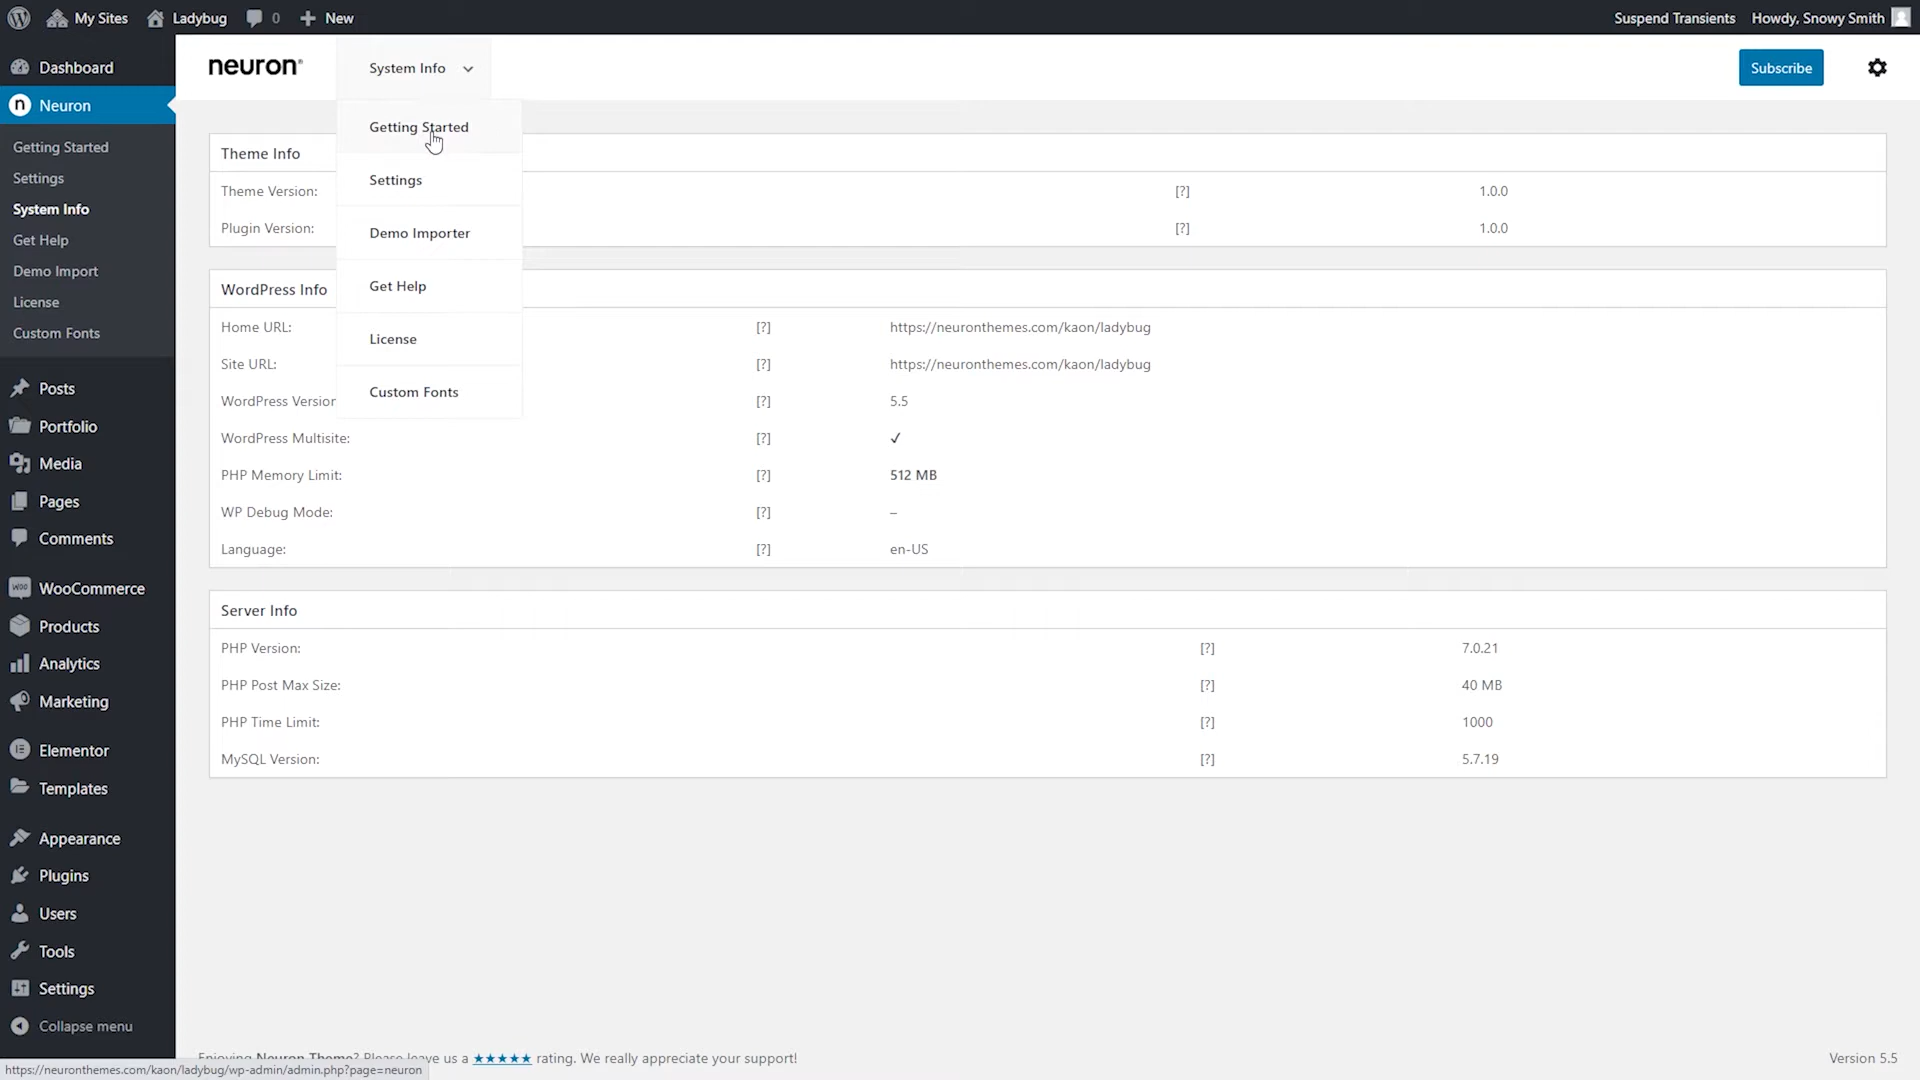 My Sites
Ladybug
0
New
Suspend Transients
Howdy, Snowy Smith
Dashboard
Neuron
Getting Started
Settings
System Info
Get Help
Demo Import
License
Custom Fonts
Posts
Portfolio
Media
Pages
Comments
WooCommerce
Products
Analytics
Marketing
Elementor
Templates
Appearance
Plugins
Users
Tools
Settings
Collapse menu
neuron
System Info
Subscribe
Getting Started
Settings
Demo Importer
Get Help
License
Custom Fonts
Theme Info
Theme Version: [?] 1.0.0
Plugin Version: [?] 1.0.0
WordPress Info
Home URL: [?] https://neuronthemes.com/kaon/ladybug
Site URL: [?] https://neuronthemes.com/kaon/ladybug
WordPress Version [?] 5.5
WordPress Multisite: [?] ✓
PHP Memory Limit: [?] 512 MB
WP Debug Mode: [?] –
Language: [?] en-US
Server Info
PHP Version: [?] 7.0.21
PHP Post Max Size: [?] 40 MB
PHP Time Limit: [?] 1000
MySQL Version: [?] 5.7.19
Enjoying Neuron Theme? Please leave us a ★★★★★ rating. We really appreciate your support!
Version 5.5
https://neuronthemes.com/kaon/ladybug/wp-admin/admin.php?page=neuron